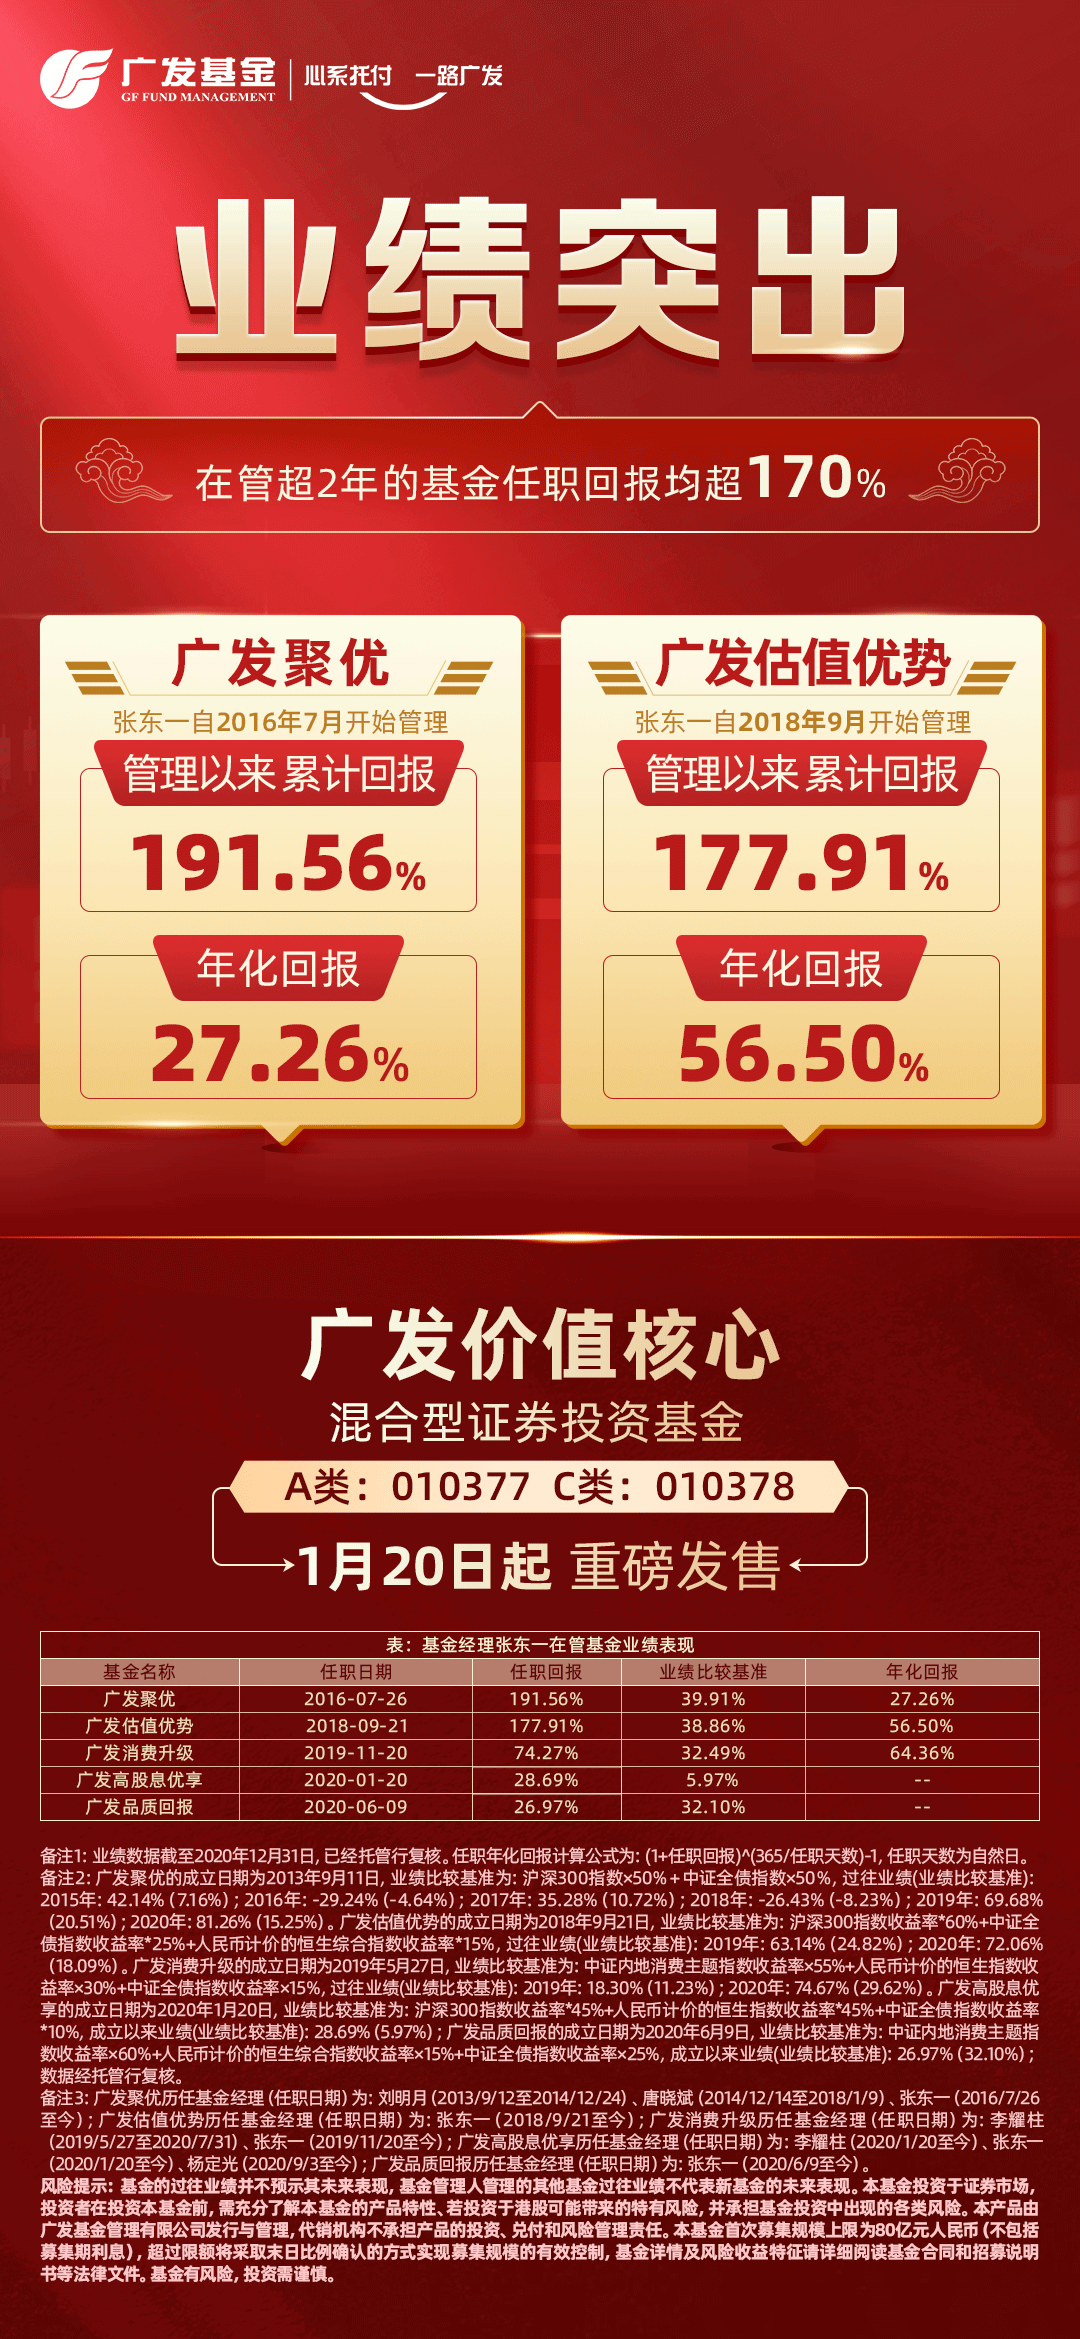 广发基金
GF FUND MANAGEMENT
心系托付 一路广发
业绩突出
在管超2年的基金任职回报均超170%
广发聚优
张东一自2016年7月开始管理
管理以来 累计回报
191.56%
年化回报
27.26%
广发估值优势
张东一自2018年9月开始管理
管理以来 累计回报
177.91%
年化回报
56.50%
广发价值核心
混合型证券投资基金
A类：010377 C类：010378
1月20日起 重磅发售
表：基金经理张东一在管基金业绩表现
基金名称 任职日期 任职回报 业绩比较基准 年化回报
广发聚优 2016-07-26 191.56% 39.91% 27.26%
广发估值优势 2018-09-21 177.91% 38.86% 56.50%
广发消费升级 2019-11-20 74.27% 32.49% 64.36%
广发高股息优享 2020-01-20 28.69% 5.97% --
广发品质回报 2020-06-09 26.97% 32.10% --
备注1：业绩数据截至2020年12月31日，已经托管行复核。任职年化回报计算公式为：(1+任职回报)^(365/任职天数)-1，任职天数为自然日。
备注2：广发聚优的成立日期为2013年9月11日，业绩比较基准为：沪深300指数×50%＋中证全债指数×50%，过往业绩(业绩比较基准)：
2015年：42.14% (7.16%)；2016年：-29.24% (-4.64%)；2017年：35.28% (10.72%)；2018年：-26.43% (-8.23%)；2019年：69.68%
（20.51%)；2020年：81.26% (15.25%)。广发估值优势的成立日期为2018年9月21日，业绩比较基准为：沪深300指数收益率*60%+中证全
债指数收益率*25%+人民币计价的恒生综合指数收益率*15%，过往业绩(业绩比较基准)：2019年：63.14% (24.82%)；2020年：72.06%
（18.09%)。广发消费升级的成立日期为2019年5月27日，业绩比较基准为：中证内地消费主题指数收益率×55%+人民币计价的恒生指数收
益率×30%+中证全债指数收益率×15%，过往业绩(业绩比较基准)：2019年：18.30% (11.23%)；2020年：74.67% (29.62%)。广发高股息优
享的成立日期为2020年1月20日，业绩比较基准为：沪深300指数收益率*45%+人民币计价的恒生指数收益率*45%+中证全债指数收益率
*10%，成立以来业绩(业绩比较基准)：28.69% (5.97%)；广发品质回报的成立日期为2020年6月9日，业绩比较基准为：中证内地消费主题指
数收益率×60%+人民币计价的恒生综合指数收益率×15%+中证全债指数收益率×25%，成立以来业绩(业绩比较基准)：26.97% (32.10%)；
数据经托管行复核。
备注3：广发聚优历任基金经理（任职日期）为：刘明月（2013/9/12至2014/12/24）、唐晓斌（2014/12/14至2018/1/9）、张东一（2016/7/26
至今）；广发估值优势历任基金经理（任职日期）为：张东一（2018/9/21至今）；广发消费升级历任基金经理（任职日期）为：李耀柱
（2019/5/27至2020/7/31）、张东一（2019/11/20至今）；广发高股息优享历任基金经理（任职日期）为：李耀柱（2020/1/20至今）、张东一
（2020/1/20至今）、杨定光（2020/9/3至今）；广发品质回报历任基金经理（任职日期）为：张东一（2020/6/9至今）。
风险提示：基金的过往业绩并不预示其未来表现，基金管理人管理的其他基金过往业绩不代表新基金的未来表现。本基金投资于证券市场，
投资者在投资本基金前，需充分了解本基金的产品特性、若投资于港股可能带来的特有风险，并承担基金投资中出现的各类风险。本产品由
广发基金管理有限公司发行与管理，代销机构不承担产品的投资、兑付和风险管理责任。本基金首次募集规模上限为80亿元人民币（不包括
募集期利息），超过限额将采取末日比例确认的方式实现募集规模的有效控制，基金详情及风险收益特征请详细阅读基金合同和招募说明
书等法律文件。基金有风险，投资需谨慎。